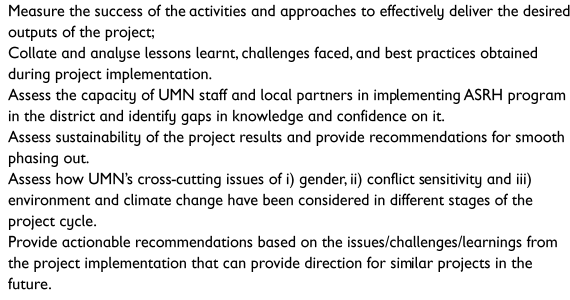 Measure the success of the activities and approaches to effectively deliver the desired
outputs of the project;
Collate and analyse lessons learnt, challenges faced, and best practices obtained
during project implementation.
Assess the capacity of UMN staff and local partners in implementing ASRH program
in the district and identify gaps in knowledge and confidence on it.
Assess sustainability of the project results and provide recommendations for smooth
phasing out.
Assess how UMN's cross-cutting issues of i) gender, ii) conflict sensitivity and iii)
environment and climate change have been considered in different stages of the
project cycle.
Provide actionable recommendations based on the issues/challenges/learnings from
the project implementation that can provide direction for similar projects in the
future.